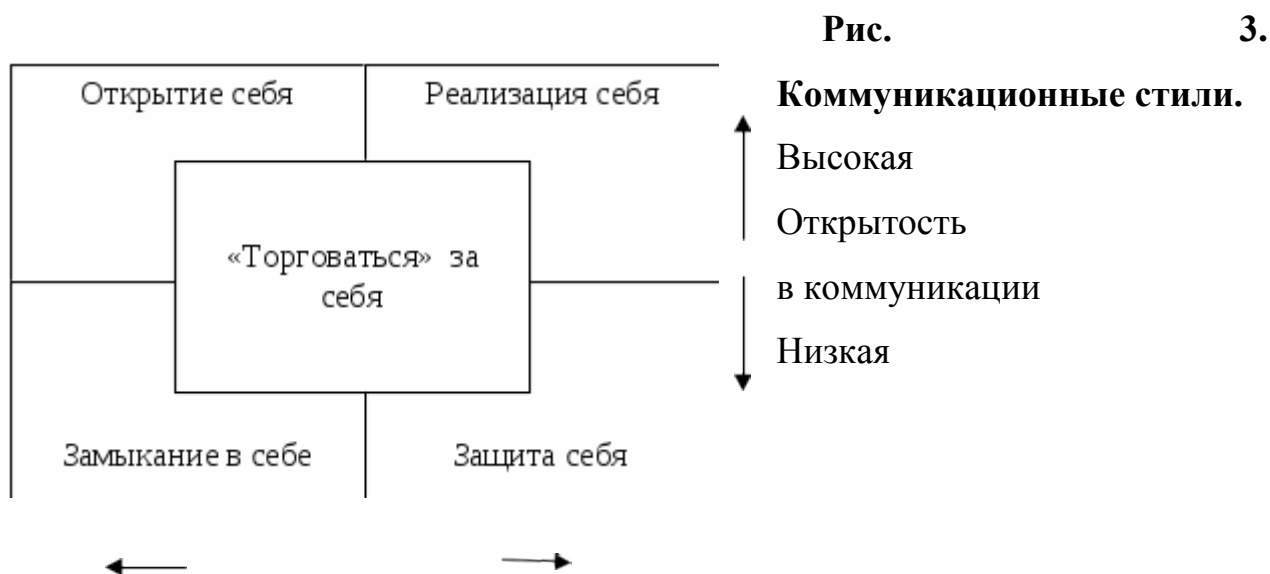 Рис. 3.
Коммуникационные стили.
Высокая
Открытость
в коммуникации
Низкая
Открытие себя
Реализация себя
«Торговаться» за
себя
Замыкание в себе
Защита себя